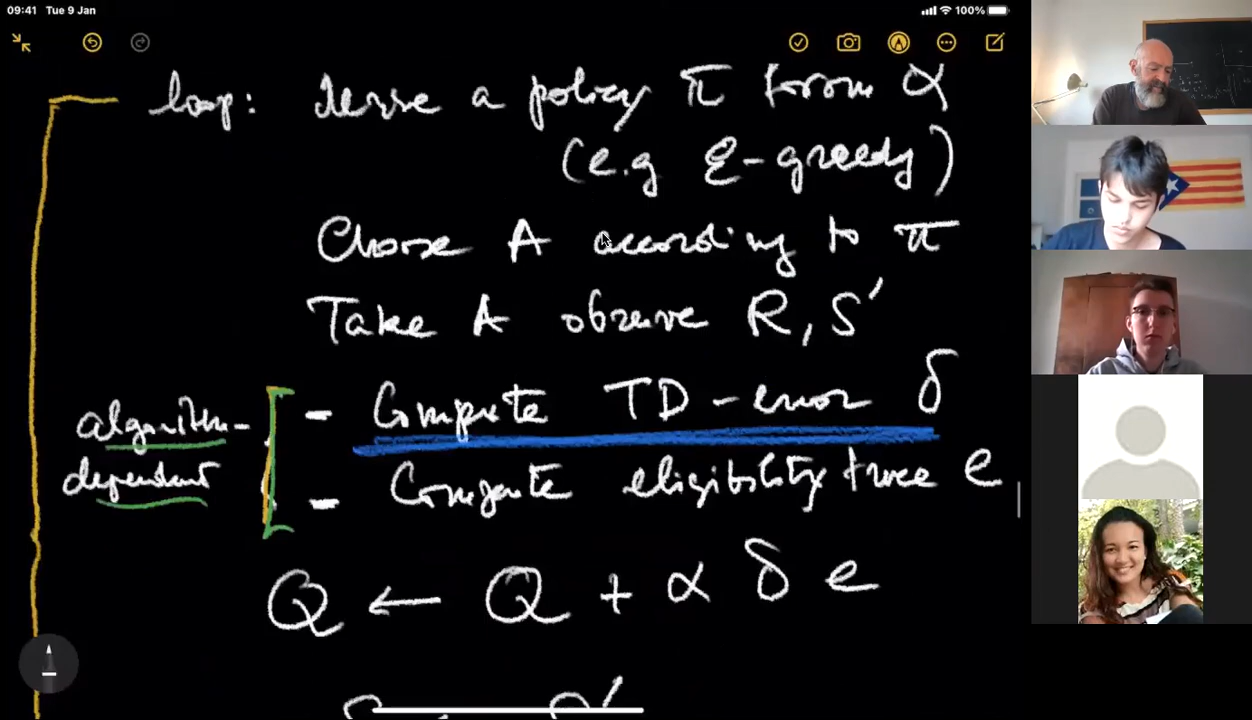 09:41 Tue 9 Jan
100%
loop: derive a policy π from α
(e.g ε-greedy)
Choose A according to π
Take A observe R, S'
algorithm-
dependent
- Compute TD-error δ
- Compute eligibility trace e
Q ← Q + α δ e